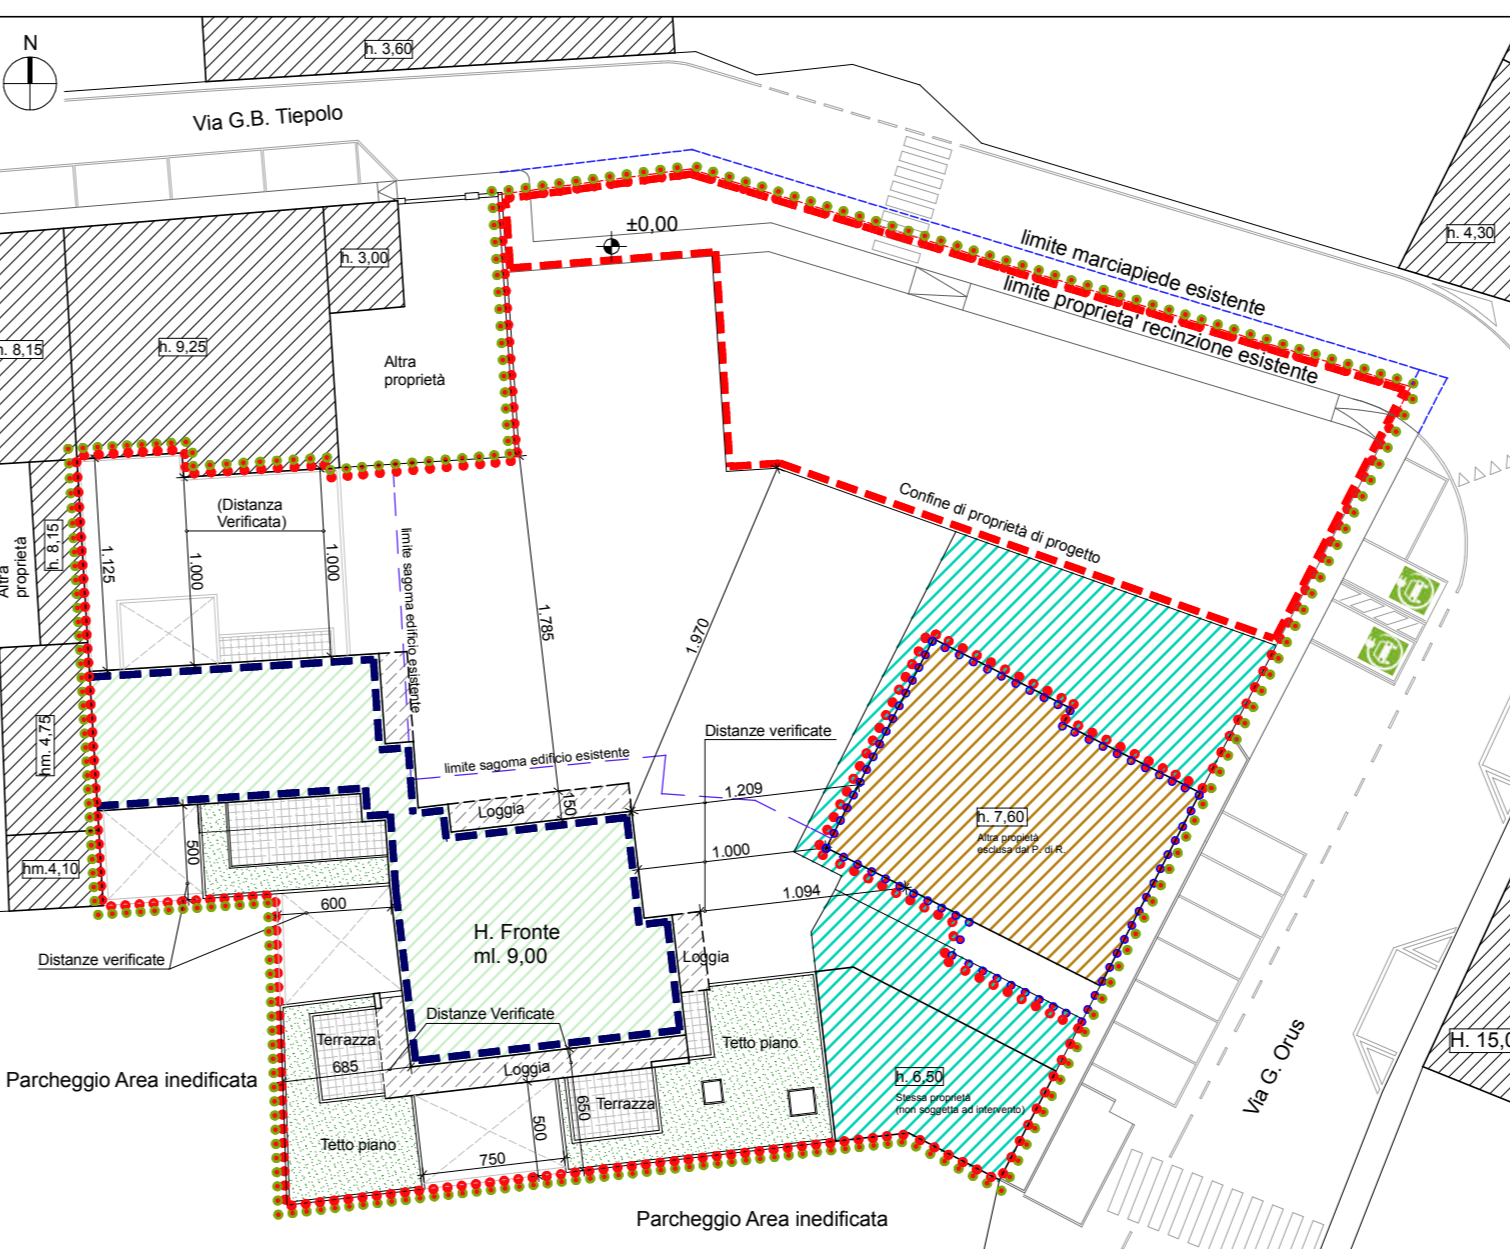 N
h. 3,60
Via G.B. Tiepolo
±0,00
h. 3,00
h. 4,30
limite marciapiede esistente
limite proprieta' recinzione esistente
h. 8,15
h. 9,25
Altra
proprietà
(Distanza
Verificata)
Confine di proprietà di progetto
Altra
proprietà
h. 8,15
1.125
1.000
1.000
limite sagoma edificio esistente
1.785
1.970
hm. 4,75
Distanze verificate
limite sagoma edificio esistente
1.209
Loggia
150
h. 7,60
Altra propietà
esclusa dal P. di R.
hm.4,10
500
1.000
1.094
600
H. Fronte
ml. 9,00
Loggia
Distanze verificate
Distanze Verificate
Terrazza
685
Tetto piano
Loggia
H. 15,0
Parcheggio Area inedificata
h. 6,50
Stessa proprietà
(non soggetta ad intervento)
Via G. Orus
Terrazza
650
500
Tetto piano
750
Parcheggio Area inedificata